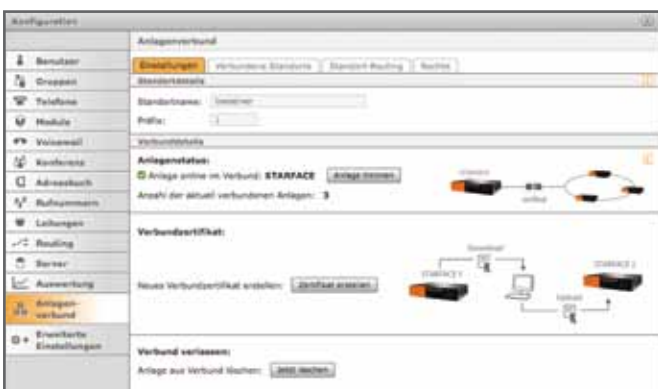 Konfiguration
Anlagenverbund
Benutzer
Gruppen
Telefone
Module
Voicemail
Konferenz
Adressbuch
Rufnummern
Leitungen
Routing
Server
Auswertung
Anlagen-
verbund
Erweiterte
Einstellungen
Einstellungen
Verbundene Standorte
Standort-Routing
Rechte
Standortdetails
Standortname:
Präfix:
Verbunddetails
Anlagenstatus:
Anlage online im Verbund: STARFACE
Anlage trennen
Anzahl der aktuell verbundenen Anlagen: 3
Verbundzertifikat:
Neues Verbundzertifikat erstellen:
Zertifikat erstellen
Download
STARFACE 1
STARFACE 2
Upload
Verbund verlassen:
Anlage aus Verbund löschen:
Jetzt löschen